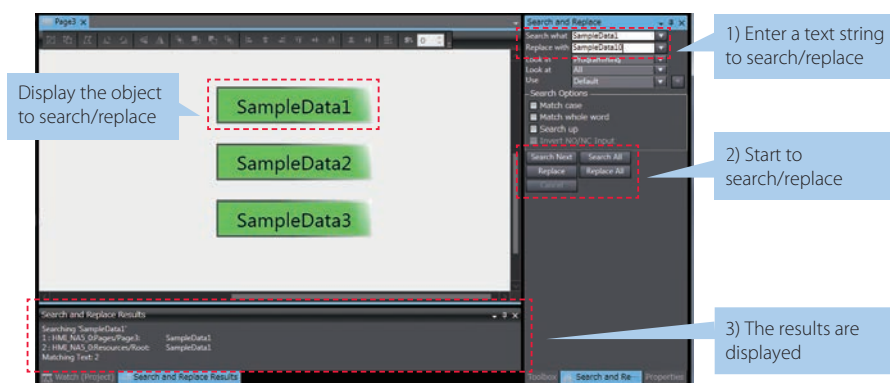 Page3 x
Search and Replace
Search what SampleData1
Replace with SampleData10
Look in
Look at All
Use Default
Search Options
Match case
Match whole word
Search up
Invert NO/NC Input
Search Next Search All
Replace Replace All
Cancel
0
1) Enter a text string
to search/replace
Display the object
to search/replace
SampleData1
SampleData2
SampleData3
2) Start to
search/replace
Search and Replace Results
Searching 'SampleData1'
1 : HMI_NA5_0:Pages/Page3: SampleData1
2 : HMI_NA5_0:Resources/Root: SampleData1
Matching Text: 2
3) The results are
displayed
Watch (Project) Search and Replace Results
Toolbox Search and Re··· Properties